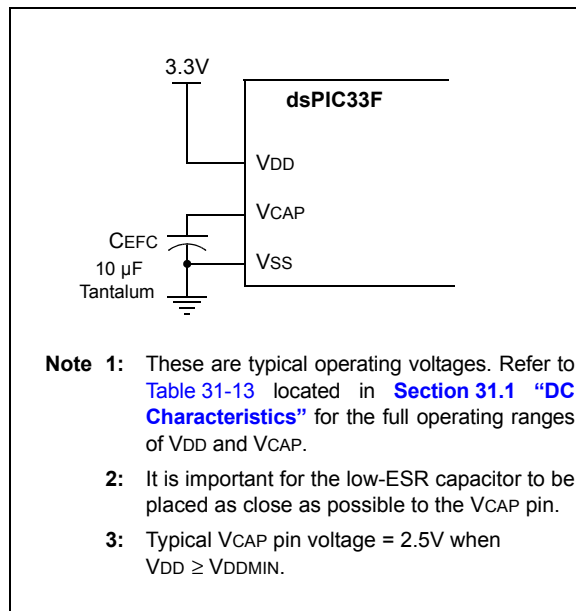 3.3V
dsPIC33F
VDD
VCAP
CEFC
VSS
10 µF
Tantalum
Note 1: These are typical operating voltages. Refer to
Table 31-13 located in Section 31.1 “DC
Characteristics” for the full operating ranges
of VDD and VCAP.
2: It is important for the low-ESR capacitor to be
placed as close as possible to the VCAP pin.
3: Typical VCAP pin voltage = 2.5V when
VDD ≥ VDDMIN.